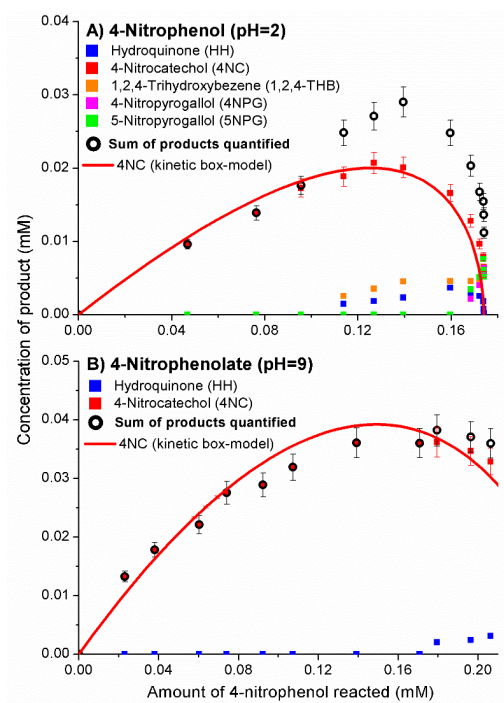 A) 4-Nitrophenol (pH=2)
Hydroquinone (HH)
4-Nitrocatechol (4NC)
1,2,4-Trihydroxybezene (1,2,4-THB)
4-Nitropyrogallol (4NPG)
5-Nitropyrogallol (5NPG)
Sum of products quantified
4NC (kinetic box-model)
0.04
0.03
0.02
0.01
0.00
0.00 0.04 0.08 0.12 0.16
Concentration of product (mM)
B) 4-Nitrophenolate (pH=9)
Hydroquinone (HH)
4-Nitrocatechol (4NC)
Sum of products quantified
4NC (kinetic box-model)
0.05
0.04
0.03
0.02
0.01
0.00
0.00 0.04 0.08 0.12 0.16 0.20
Amount of 4-nitrophenol reacted (mM)